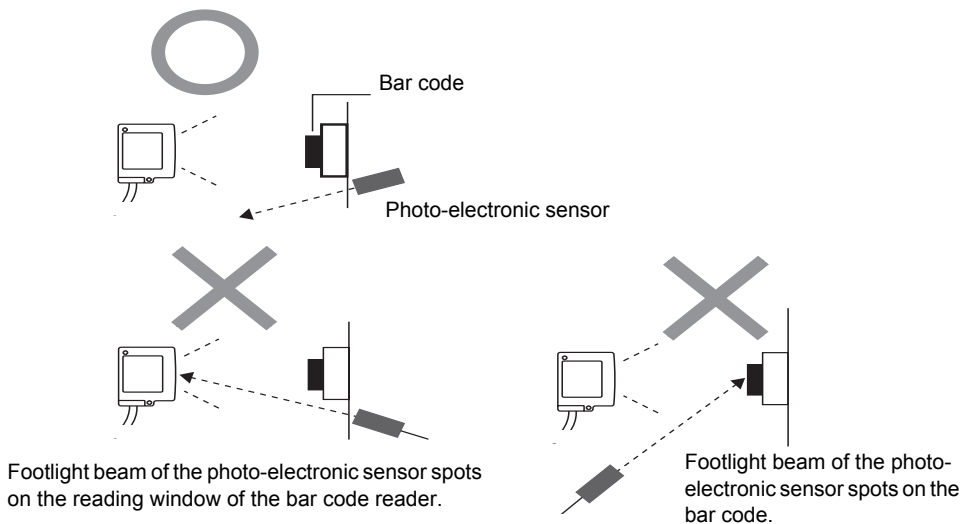 Bar code
Photo-electronic sensor
Footlight beam of the photo-electronic sensor spots
on the reading window of the bar code reader.
Footlight beam of the photo-
electronic sensor spots on the
bar code.